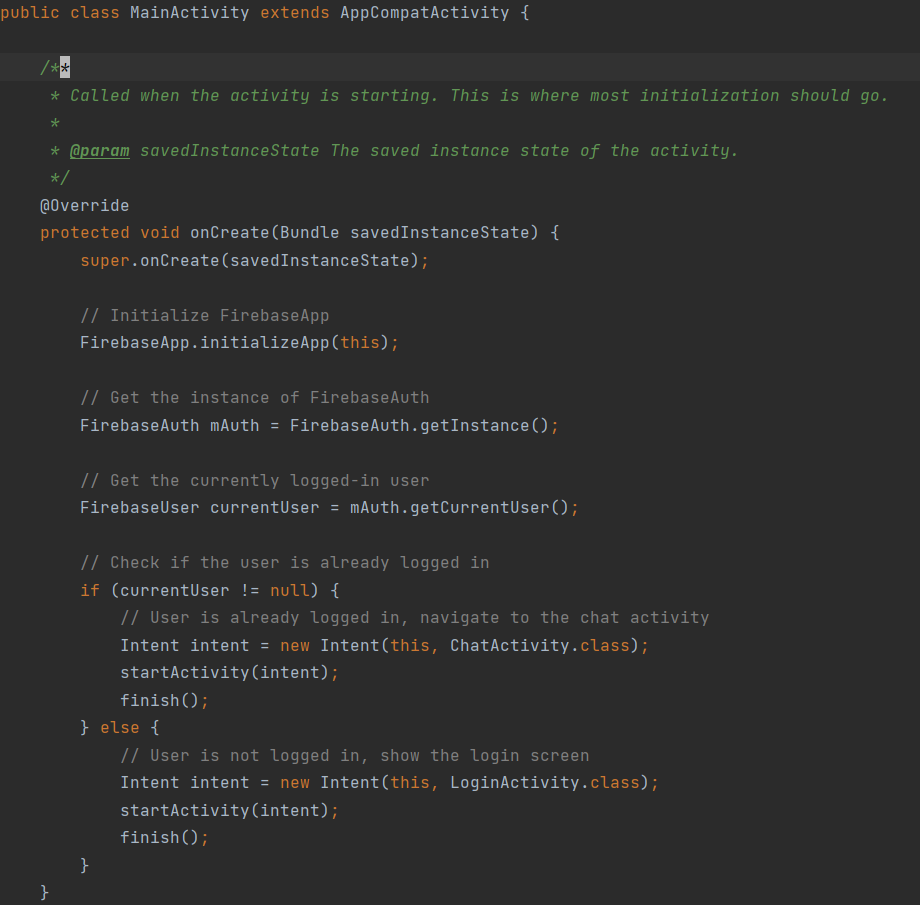 public class MainActivity extends AppCompatActivity {
/**
* Called when the activity is starting. This is where most initialization should go.
*
* @param savedInstanceState The saved instance state of the activity.
*/
@Override
protected void onCreate(Bundle savedInstanceState) {
super.onCreate(savedInstanceState);
// Initialize FirebaseApp
FirebaseApp.initializeApp(this);
// Get the instance of FirebaseAuth
FirebaseAuth mAuth = FirebaseAuth.getInstance();
// Get the currently logged-in user
FirebaseUser currentUser = mAuth.getCurrentUser();
// Check if the user is already logged in
if (currentUser != null) {
// User is already logged in, navigate to the chat activity
Intent intent = new Intent(this, ChatActivity.class);
startActivity(intent);
finish();
} else {
// User is not logged in, show the login screen
Intent intent = new Intent(this, LoginActivity.class);
startActivity(intent);
finish();
}
}